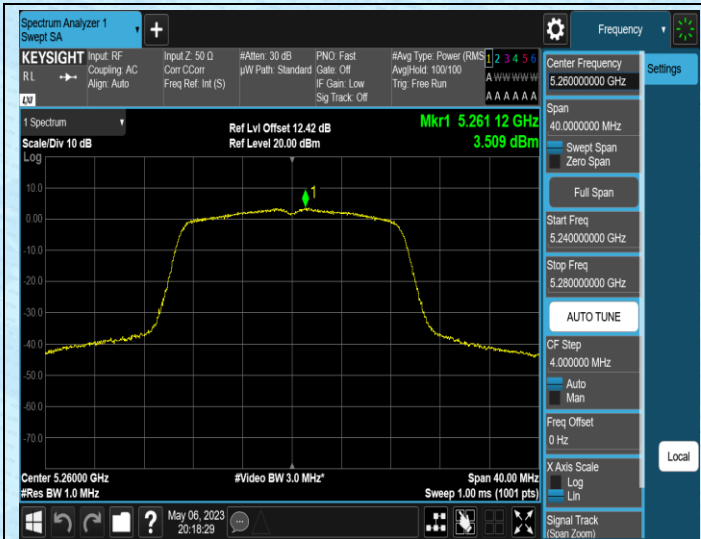 Spectrum Analyzer 1
Swept SA
Frequency
KEYSIGHT
RL
LXI
Input: RF
Coupling: AC
Align: Auto
Input Z: 50 Ω
Corr CCorr
Freq Ref: Int (S)
#Atten: 30 dB
µW Path: Standard
PNO: Fast
Gate: Off
IF Gain: Low
Sig Track: Off
#Avg Type: Power (RMS
Avg|Hold: 100/100
Trig: Free Run
1 2 3 4 5 6
A W W W W W
A A A A A A
Center Frequency
5.260000000 GHz
Settings
Span
40.0000000 MHz
Swept Span
Zero Span
Full Span
Start Freq
5.240000000 GHz
Stop Freq
5.280000000 GHz
AUTO TUNE
CF Step
4.000000 MHz
Auto
Man
Freq Offset
0 Hz
X Axis Scale
Log
Lin
Signal Track
(Span Zoom)
Local
1 Spectrum
Scale/Div 10 dB
Log
Ref Lvl Offset 12.42 dB
Ref Level 20.00 dBm
Mkr1 5.261 12 GHz
3.509 dBm
1
10.0
0.00
-10.0
-20.0
-30.0
-40.0
-50.0
-60.0
-70.0
Center 5.26000 GHz
#Res BW 1.0 MHz
#Video BW 3.0 MHz*
Span 40.00 MHz
Sweep 1.00 ms (1001 pts)
May 06, 2023
20:18:29